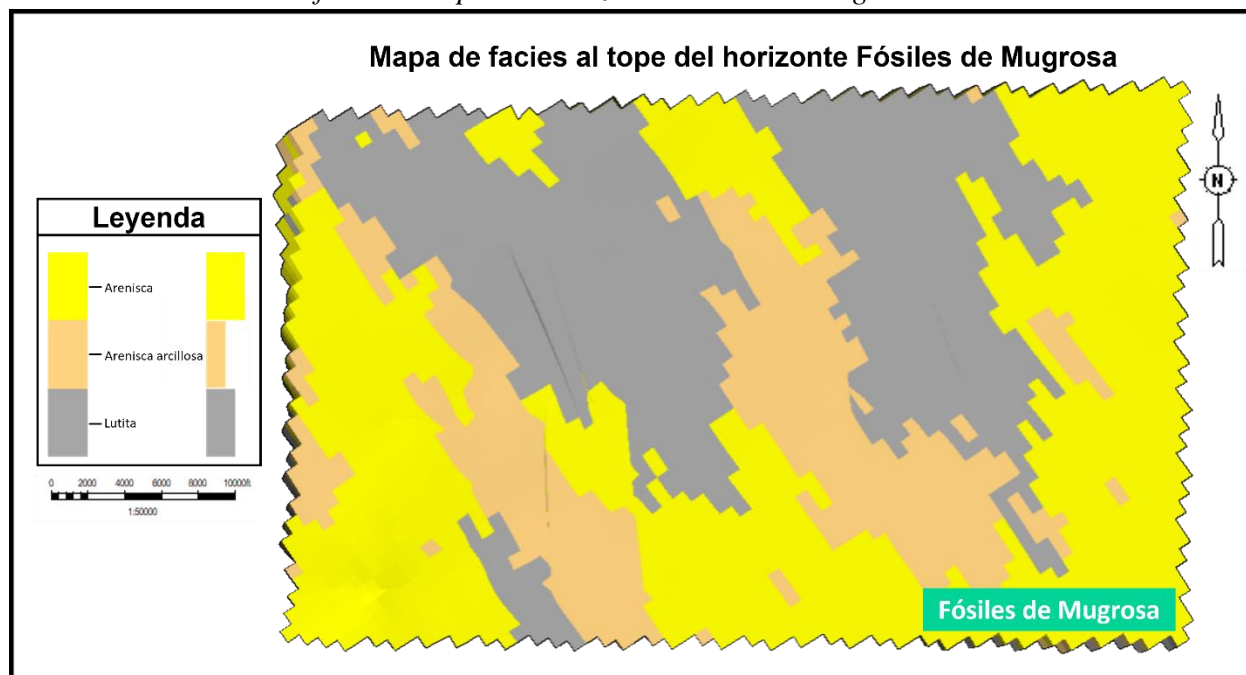 Mapa de facies al tope del horizonte Fósiles de Mugrosa
N
Leyenda
Arenisca
Arenisca arcillosa
Lutita
0 2000 4000 6000 8000 10000ft
1:50000
Fósiles de Mugrosa